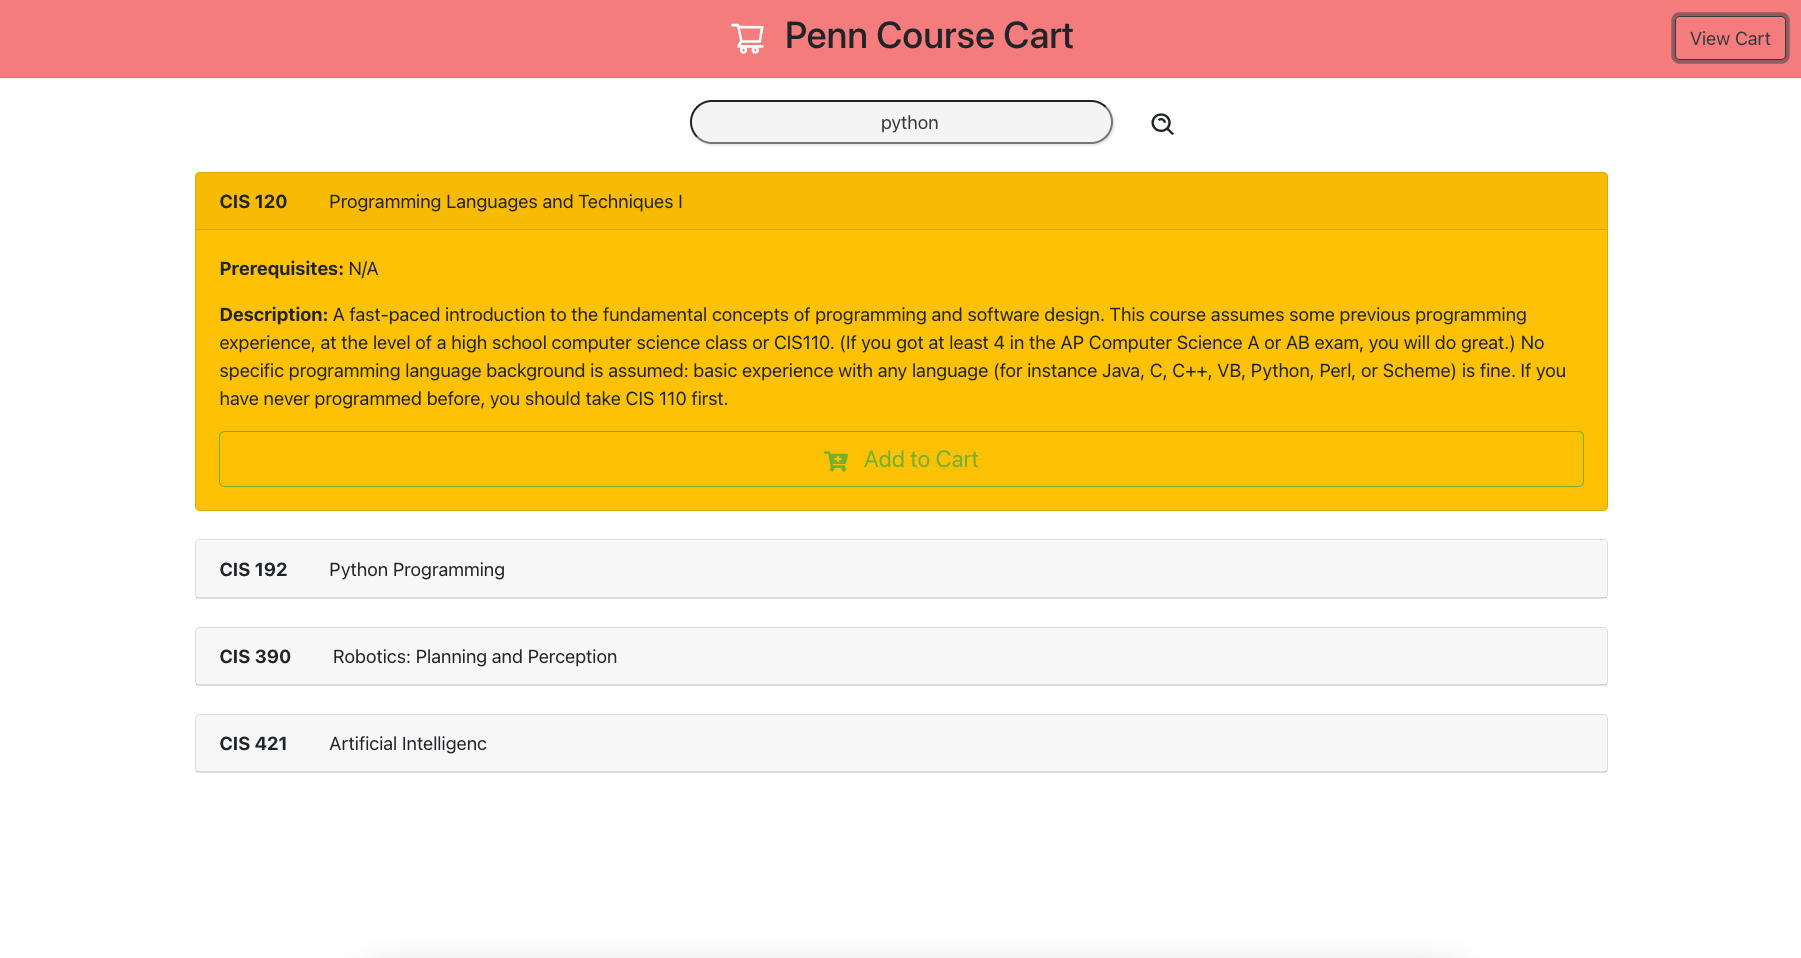 Penn Course Cart
View Cart
python
CIS 120 Programming Languages and Techniques I
Prerequisites: N/A
Description: A fast-paced introduction to the fundamental concepts of programming and software design. This course assumes some previous programming
experience, at the level of a high school computer science class or CIS110. (If you got at least 4 in the AP Computer Science A or AB exam, you will do great.) No
specific programming language background is assumed: basic experience with any language (for instance Java, C, C++, VB, Python, Perl, or Scheme) is fine. If you
have never programmed before, you should take CIS 110 first.
Add to Cart
CIS 192 Python Programming
CIS 390 Robotics: Planning and Perception
CIS 421 Artificial Intelligenc